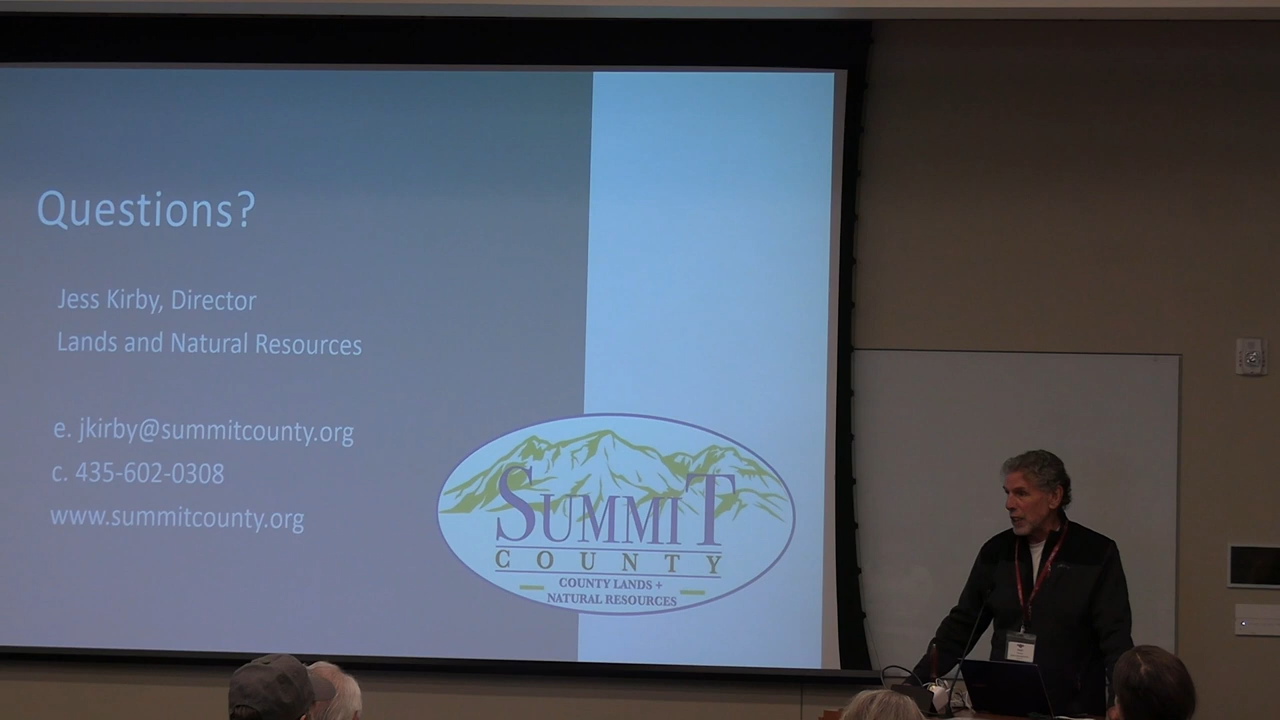 Questions?
Jess Kirby, Director
Lands and Natural Resources
e. jkirby@summitcounty.org
c. 435-602-0308
www.summitcounty.org
SUMMIT
COUNTY
COUNTY LANDS +
NATURAL RESOURCES